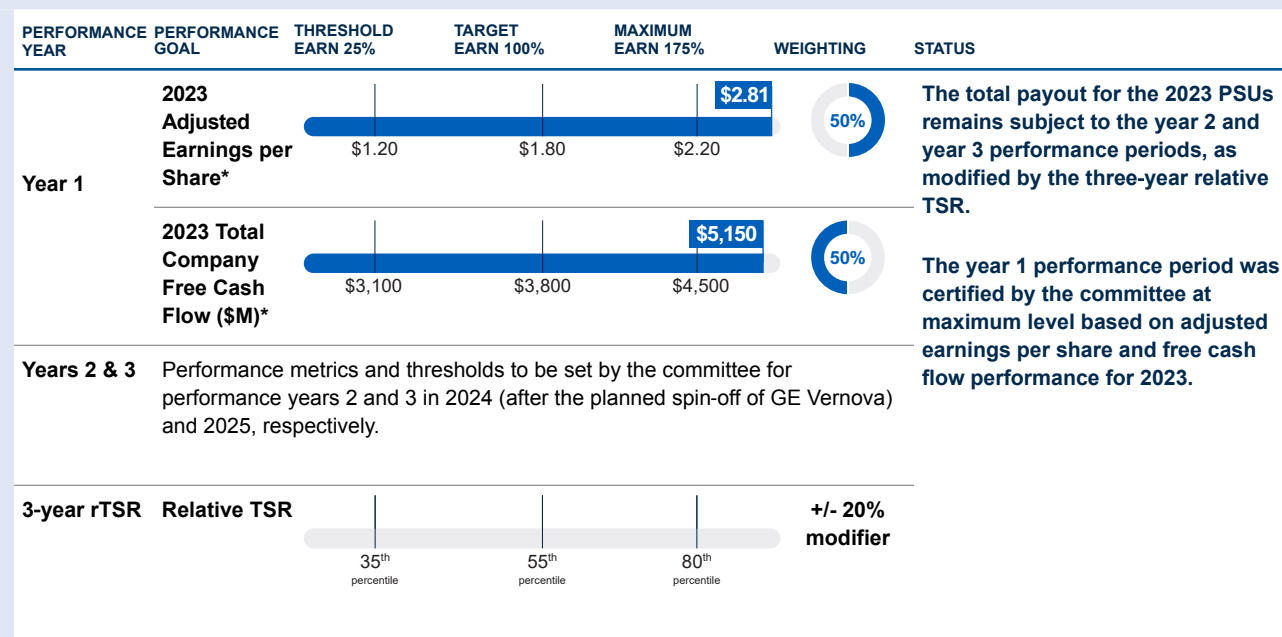 PERFORMANCE YEAR
PERFORMANCE GOAL
THRESHOLD EARN 25%
TARGET EARN 100%
MAXIMUM EARN 175%
WEIGHTING
STATUS
Year 1
2023
Adjusted
Earnings per
Share*
$2.81
$1.20
$1.80
$2.20
50%
2023 Total
Company
Free Cash
Flow ($M)*
$5,150
$3,100
$3,800
$4,500
50%
The total payout for the 2023 PSUs
remains subject to the year 2 and
year 3 performance periods, as
modified by the three-year relative
TSR.
The year 1 performance period was
certified by the committee at
maximum level based on adjusted
earnings per share and free cash
flow performance for 2023.
Years 2 & 3
Performance metrics and thresholds to be set by the committee for
performance years 2 and 3 in 2024 (after the planned spin-off of GE Vernova)
and 2025, respectively.
3-year rTSR
Relative TSR
35th
percentile
55th
percentile
80th
percentile
+/- 20%
modifier